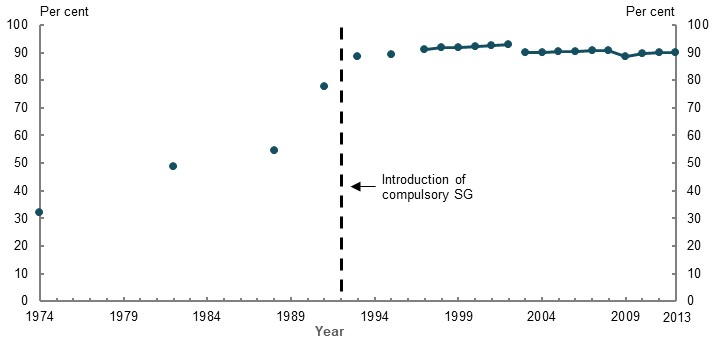 Per cent Per cent
100 100
90 90
80 80
70 70
60 60
50 50
40 40
30 30
20 20
10 10
0 0
Introduction of
compulsory SG
1974 1979 1984 1989 1994 1999 2004 2009 2013
Year